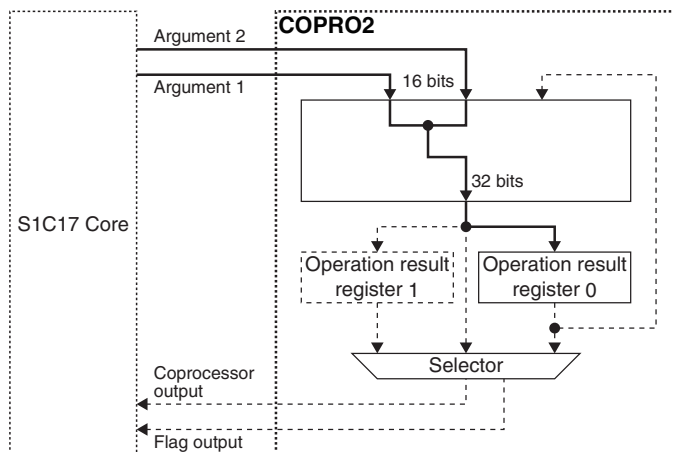 COPRO2
Argument 2
Argument 1
16 bits
32 bits
S1C17 Core
Operation result
register 1
Operation result
register 0
Selector
Coprocessor
output
Flag output